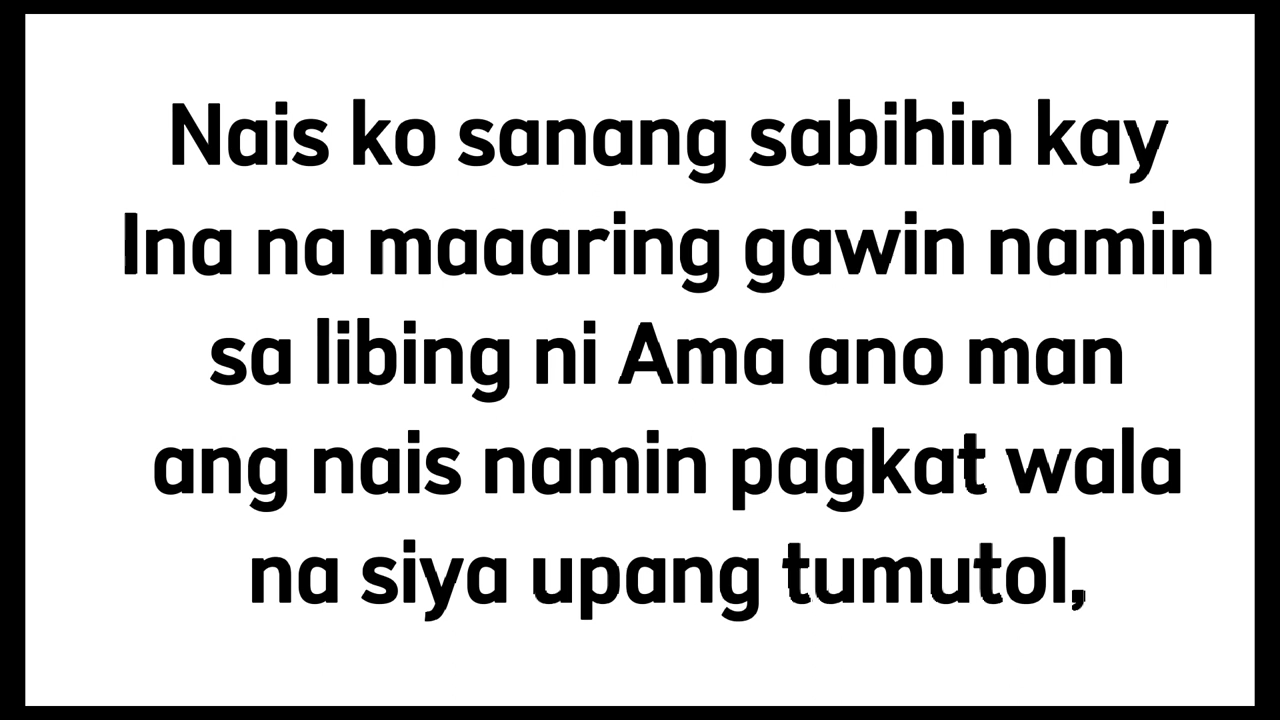 Nais ko sanang sabihin kay
Ina na maaaring gawin namin
sa libing ni Ama ano man
ang nais namin pagkat wala
na siya upang tumutol,